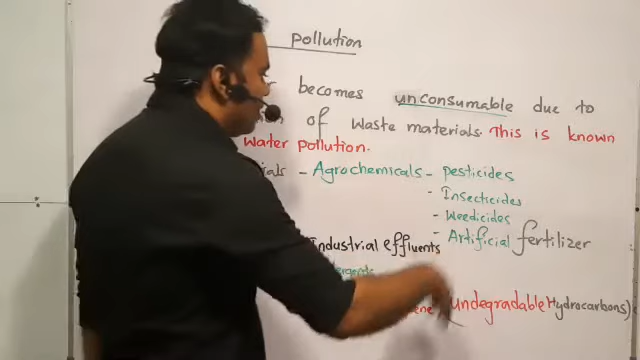 pollution
becomes unconsumable due to
of waste materials. This is known
water pollution.
- Agrochemicals - pesticides
- Insecticides
- Weedicides
- Artificial fertilizer
Industrial effluents
undegradable Hydrocarbons)